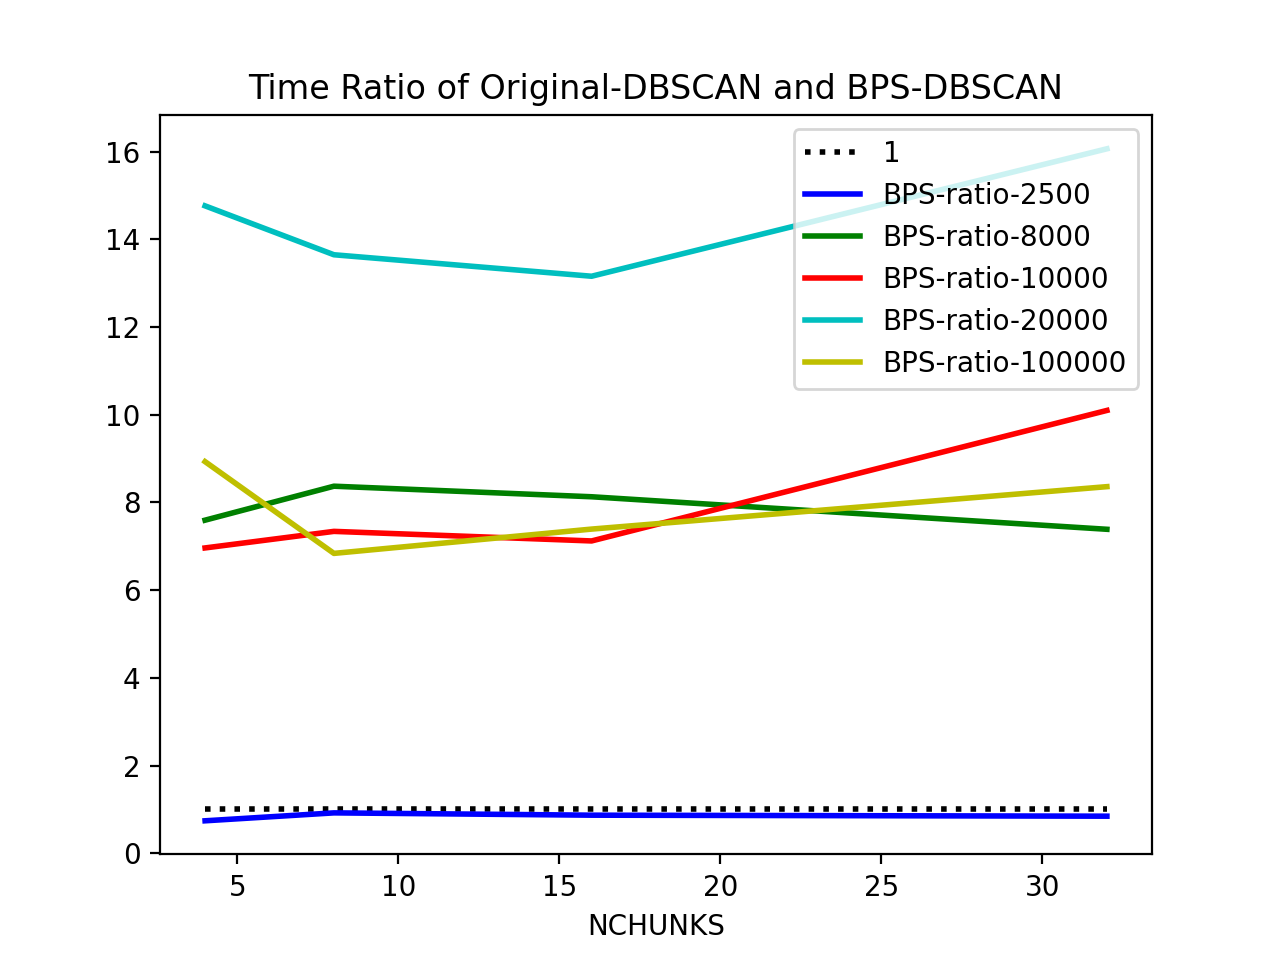 Time Ratio of Original-DBSCAN and BPS-DBSCAN
16
14
12
10
8
6
4
2
0
1
BPS-ratio-2500
BPS-ratio-8000
BPS-ratio-10000
BPS-ratio-20000
BPS-ratio-100000
5 10 15 20 25 30
NCHUNKS